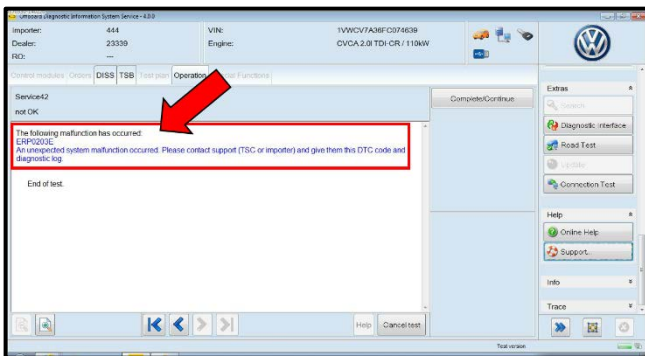 Offboard Diagnostic Information System Service - 4.0.0
Importer: 444
Dealer: 23339
RO: ---
VIN: 1VWCV7A36FC074639
Engine: CVCA 2.0l TDI-CR / 110kW
Control modules Orders DISS TSB Test plan Operation Special Functions
Service42
not OK
Complete/Continue
The following malfunction has occurred:
ERP0203E
An unexpected system malfunction occurred. Please contact support (TSC or importer) and give them this DTC code and
diagnostic log.
End of test.
Help
Cancel test
Extras
Search
Diagnostic Interface
Road Test
Update
Connection Test
Help
Online Help
Support...
Info
Trace
Test version